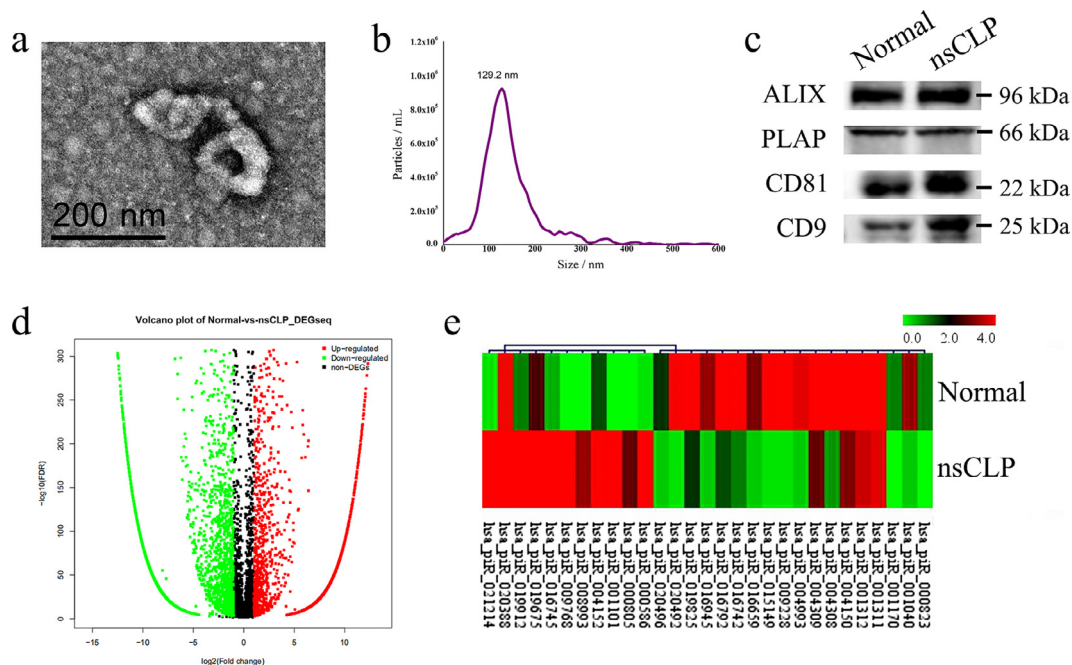 a
200 nm
b
1.2x10⁶
1.0x10⁶
8.0x10⁵
6.0x10⁵
4.0x10⁵
2.0x10⁵
0.0
0
100
200
300
400
500
600
129.2 nm
Particles / mL
Size / nm
c
Normal
nsCLP
ALIX
96 kDa
PLAP
66 kDa
CD81
22 kDa
CD9
25 kDa
d
Volcano plot of Normal-vs-nsCLP_DEGseq
Up-regulated
Down-regulated
non-DEGs
-log10(FDR)
300
250
200
150
100
50
0
-15
-10
-5
0
5
10
log2(Fold change)
e
0.0
2.0
4.0
Normal
nsCLP
hsa_piR_021214
hsa_piR_020388
hsa_piR_019912
hsa_piR_019675
hsa_piR_016745
hsa_piR_009768
hsa_piR_008993
hsa_piR_004152
hsa_piR_001101
hsa_piR_000805
hsa_piR_000586
hsa_piR_020496
hsa_piR_020492
hsa_piR_019825
hsa_piR_016945
hsa_piR_016792
hsa_piR_016742
hsa_piR_016659
hsa_piR_015149
hsa_piR_009228
hsa_piR_004993
hsa_piR_004309
hsa_piR_004308
hsa_piR_004150
hsa_piR_001312
hsa_piR_001311
hsa_piR_001170
hsa_piR_001040
hsa_piR_000823